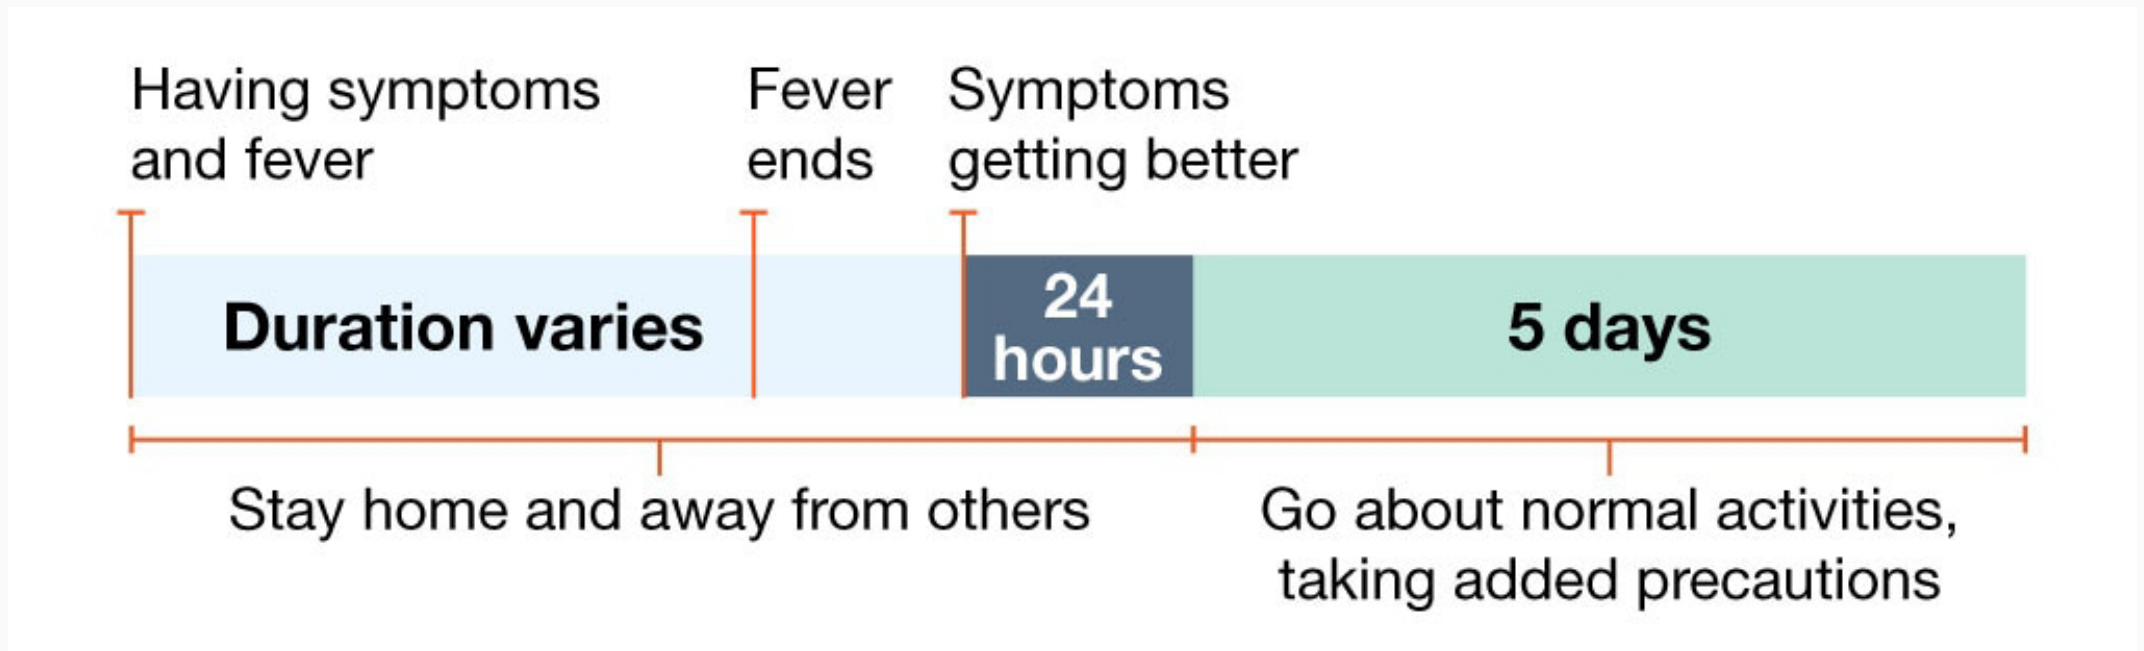 Having symptoms
and fever
Fever
ends
Symptoms
getting better
Duration varies
24
hours
5 days
Stay home and away from others
Go about normal activities,
taking added precautions